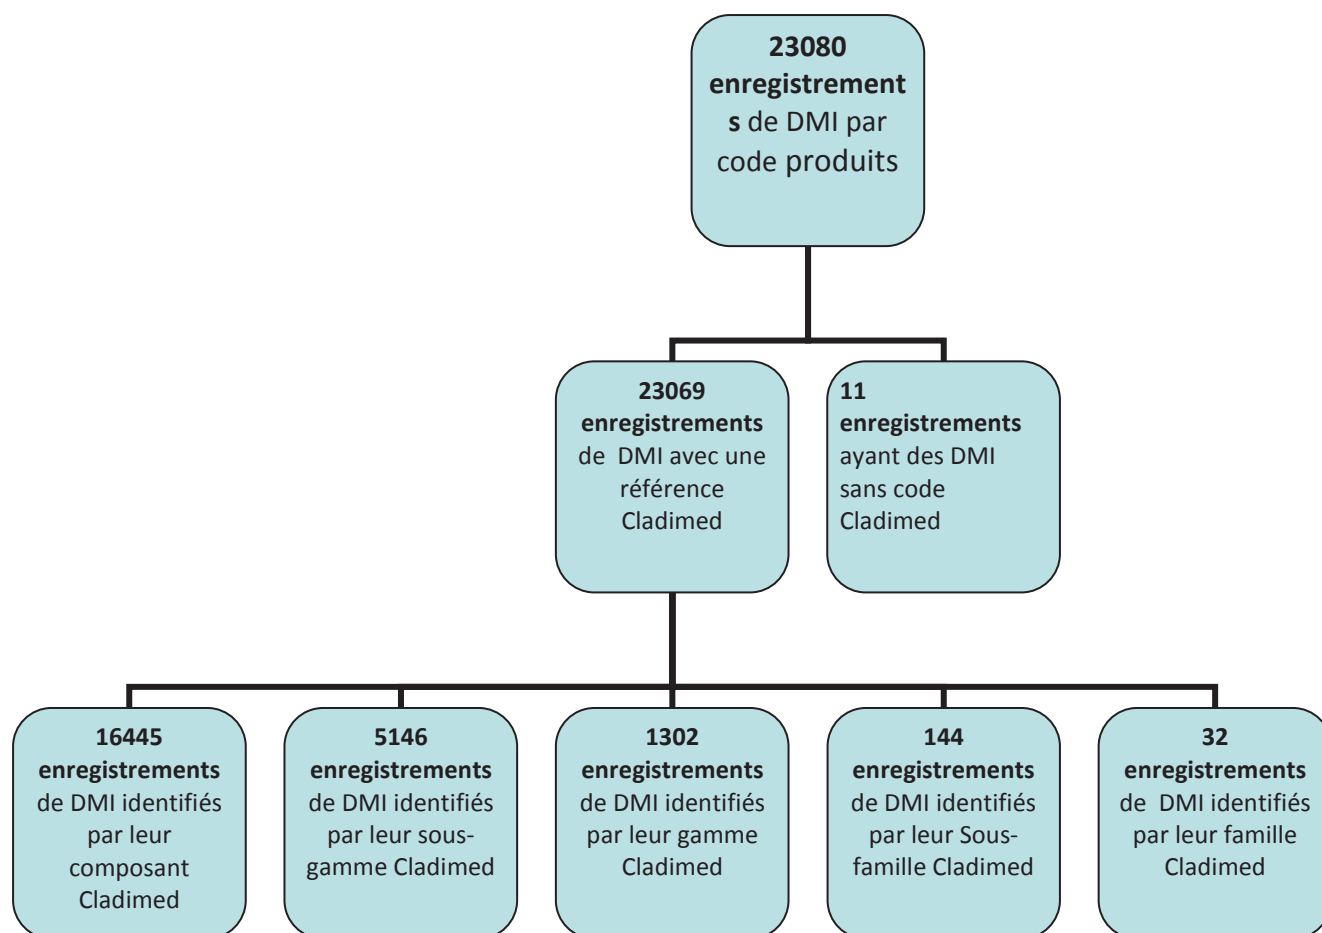 23080
enregistrement
s de DMI par
code produits
23069
enregistrements
de DMI avec une
référence
Cladimed
11
enregistrements
ayant des DMI
sans code
Cladimed
16445
enregistrements
de DMI identifiés
par leur
composant
Cladimed
5146
enregistrements
de DMI identifiés
par leur sous-
gamme Cladimed
1302
enregistrements
de DMI identifiés
par leur gamme
Cladimed
144
enregistrements
de DMI identifiés
par leur Sous-
famille Cladimed
32
enregistrements
de DMI identifiés
par leur famille
Cladimed